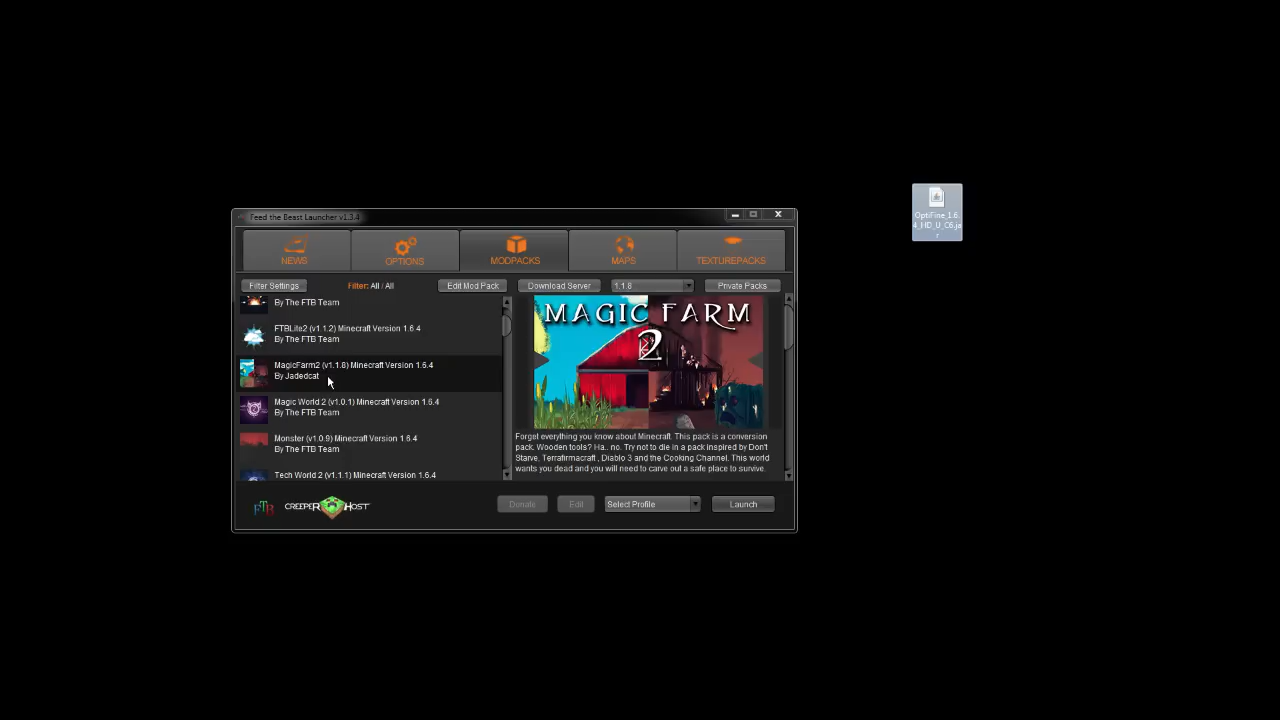 OptiFine_1.6.
4_HD_U_C6.ja
r
Feed the Beast Launcher v1.3.4
NEWS
OPTIONS
MODPACKS
MAPS
TEXTUREPACKS
Filter Settings
Filter: All / All
Edit Mod Pack
Download Server
1.1.8
Private Packs
By The FTB Team
FTBLite2 (v1.1.2) Minecraft Version 1.6.4
By The FTB Team
MagicFarm2 (v1.1.8) Minecraft Version 1.6.4
By Jadedcat
Magic World 2 (v1.0.1) Minecraft Version 1.6.4
By The FTB Team
Monster (v1.0.9) Minecraft Version 1.6.4
By The FTB Team
Tech World 2 (v1.1.1) Minecraft Version 1.6.4
MAGIC FARM
2
Forget everything you know about Minecraft. This pack is a conversion
pack. Wooden tools? Ha.. no. Try not to die in a pack inspired by Don't
Starve, Terrafirmacraft , Diablo 3 and the Cooking Channel. This world
wants you dead and you will need to carve out a safe place to survive.
FTB
CREEPER HOST
Donate
Edit
Select Profile
Launch